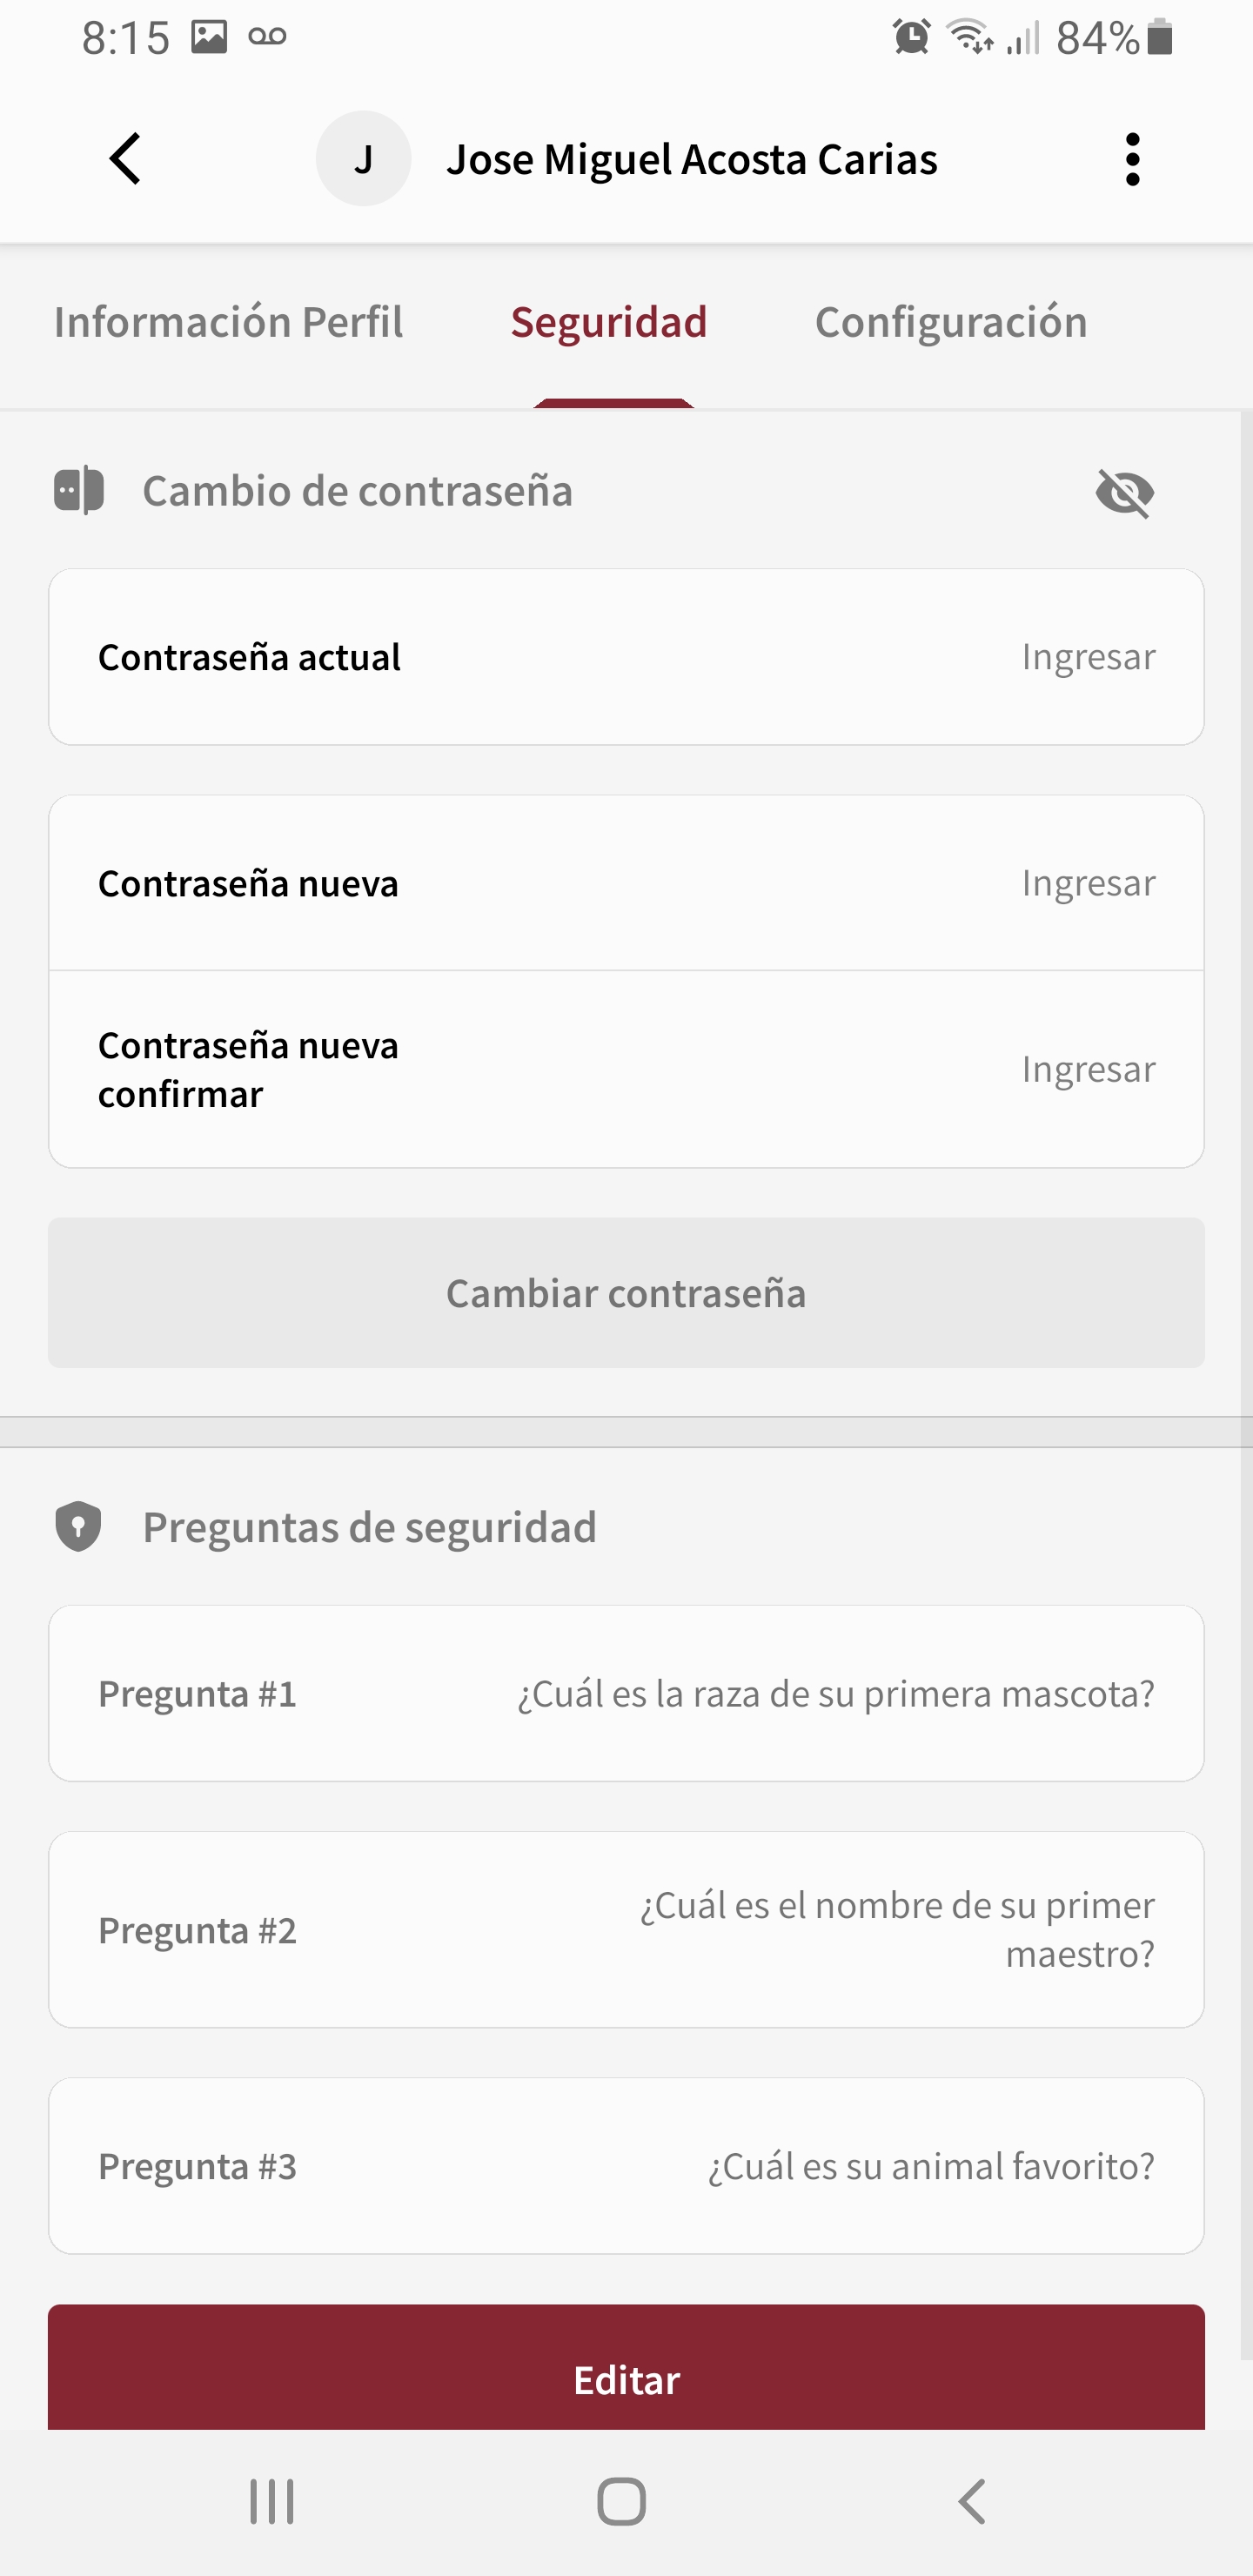 8:15
84%
J
Jose Miguel Acosta Carias
Información Perfil
Seguridad
Configuración
Cambio de contraseña
Contraseña actual
Ingresar
Contraseña nueva
Ingresar
Contraseña nueva
confirmar
Ingresar
Cambiar contraseña
Preguntas de seguridad
Pregunta #1
¿Cuál es la raza de su primera mascota?
Pregunta #2
¿Cuál es el nombre de su primer
maestro?
Pregunta #3
¿Cuál es su animal favorito?
Editar